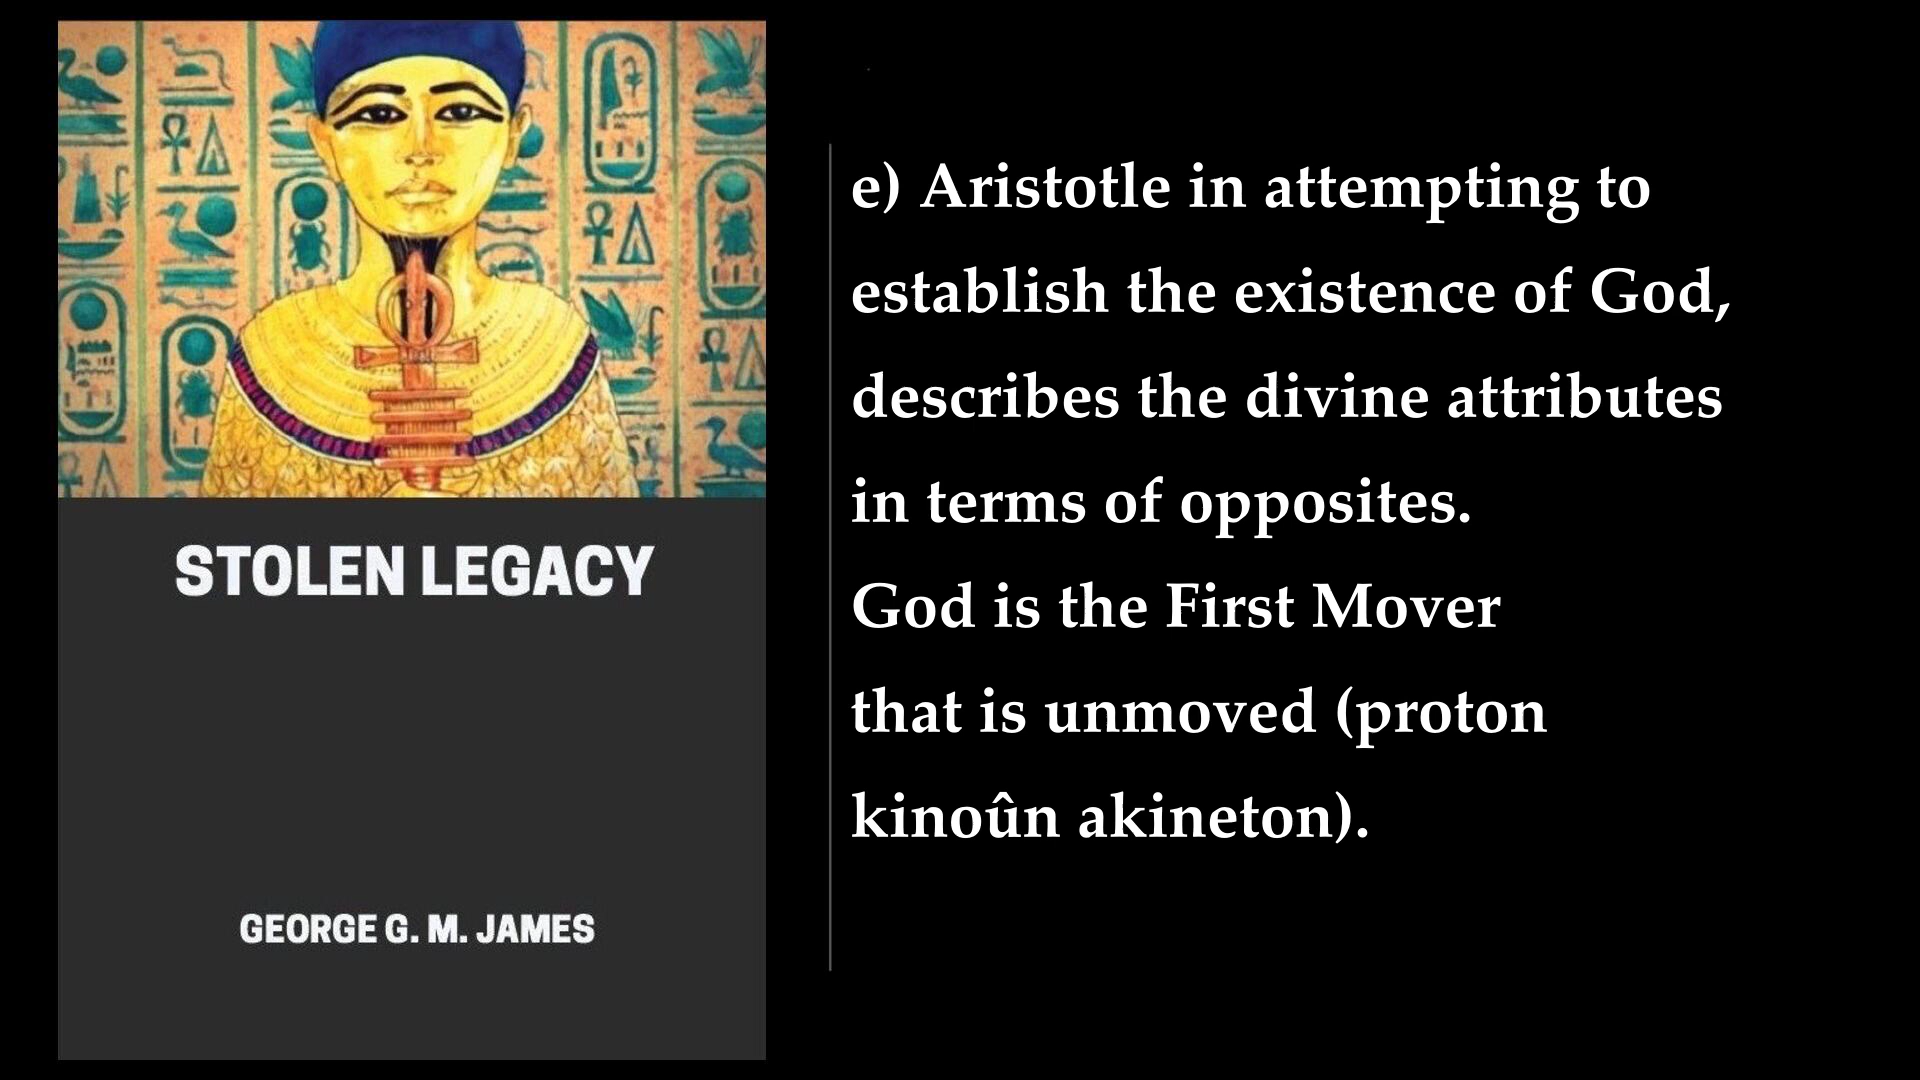 STOLEN LEGACY
GEORGE G. M. JAMES
e) Aristotle in attempting to
establish the existence of God,
describes the divine attributes
in terms of opposites.
God is the First Mover
that is unmoved (proton
kinoûn akineton).